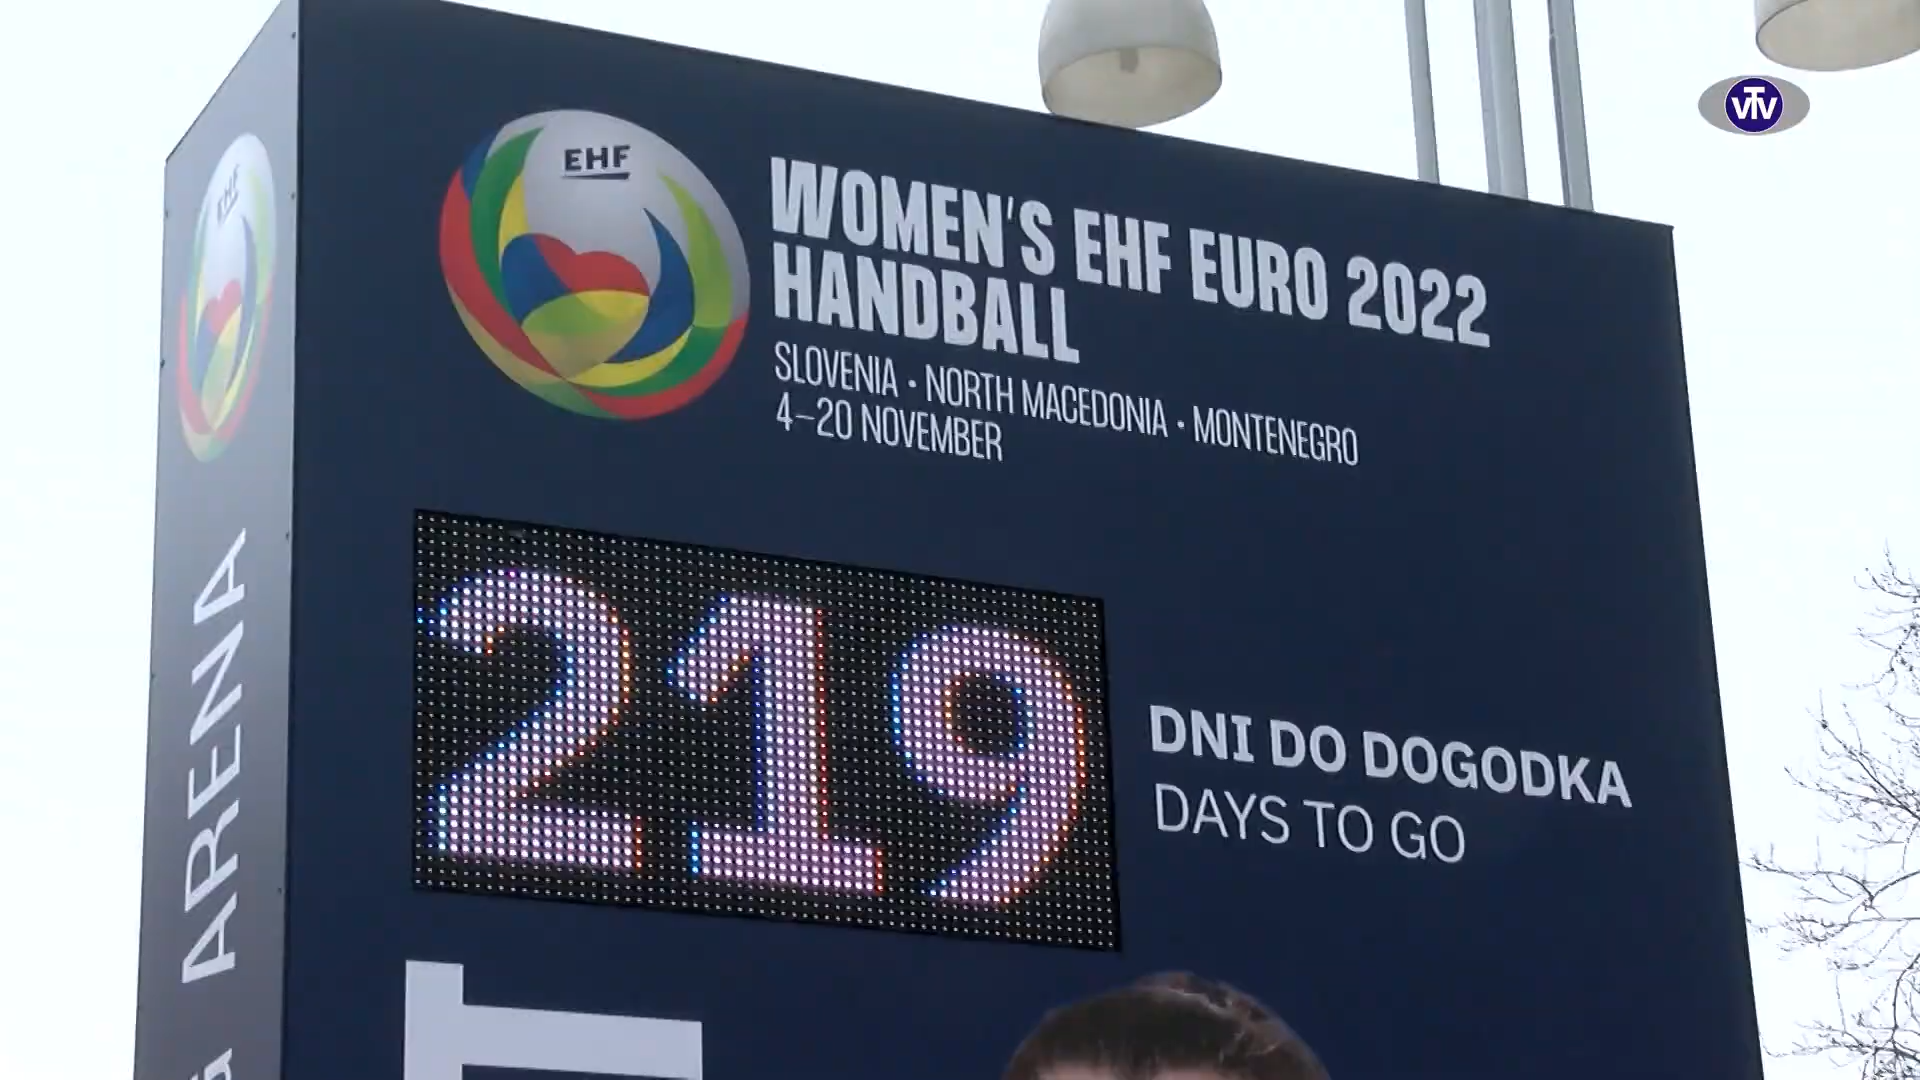 VTV
EHF
EHF
WOMEN'S EHF EURO 2022
HANDBALL
SLOVENIA • NORTH MACEDONIA • MONTENEGRO
4–20 NOVEMBER
219
DNI DO DOGODKA
DAYS TO GO
ARENA